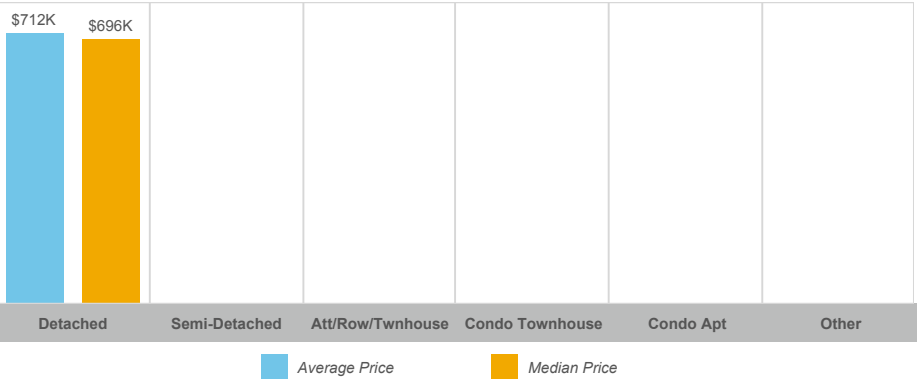 $712K
$696K
Detached Semi-Detached Att/Row/Twnhouse Condo Townhouse Condo Apt Other
Average Price Median Price